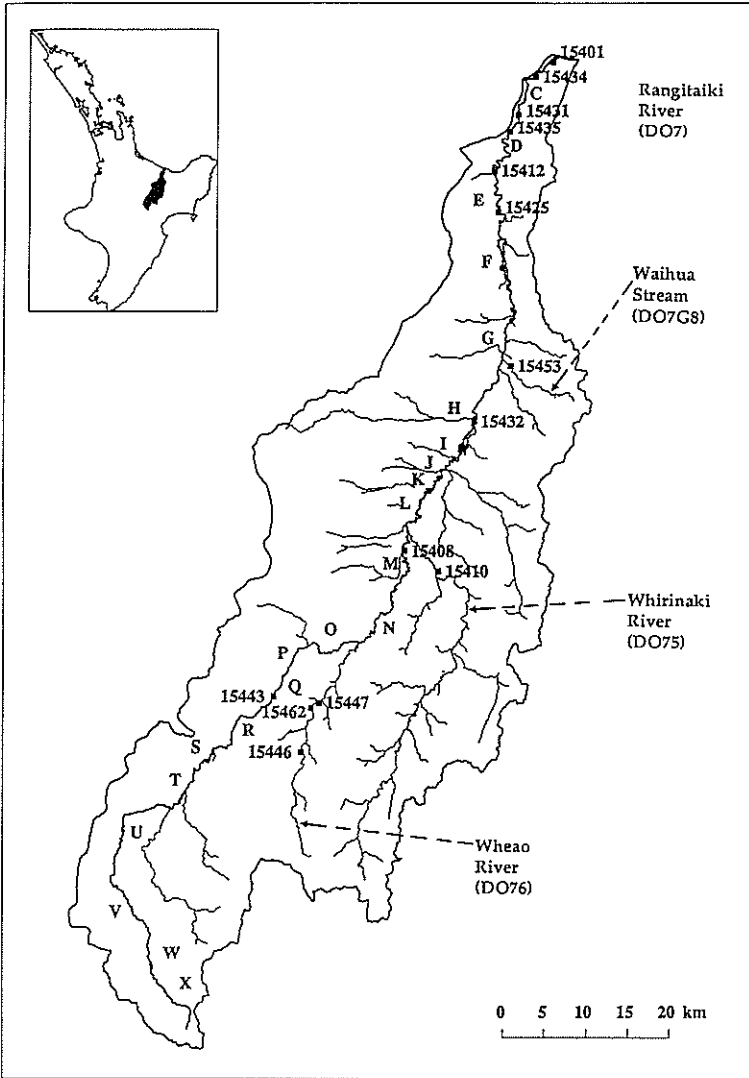 15401
15434
C
Rangitaiki
River
(DO7)
15431
15435
D
15412
E
15425
F
Waihua
Stream
(DO7G8)
G
15453
H
15432
I
J
K
L
15408
M
15410
Whirinaki
River
(DO75)
O
N
P
Q
15443
15447
15462
R
15446
S
T
U
Wheao
River
(DO76)
V
W
X
0 5 10 15 20 km